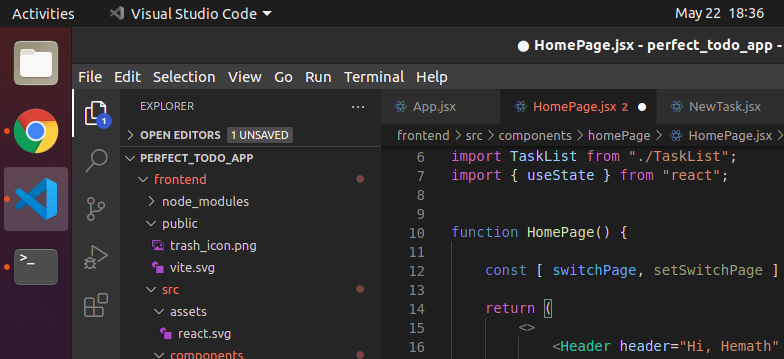 Activities Visual Studio Code May 22 18:36
● HomePage.jsx - perfect_todo_app -
File Edit Selection View Go Run Terminal Help
EXPLORER ···
OPEN EDITORS 1 UNSAVED
PERFECT_TODO_APP
frontend
node_modules
public
trash_icon.png
vite.svg
src
assets
react.svg
components
1
App.jsx HomePage.jsx 2 ● NewTask.jsx
frontend > src > components > homePage > HomePage.jsx >
6 import TaskList from "./TaskList";
7 import { useState } from "react";
8
9
10 function HomePage() {
11
12 const [ switchPage, setSwitchPage ]
13
14 return (
15 <>
16 <Header header="Hi, Hemath"
>_